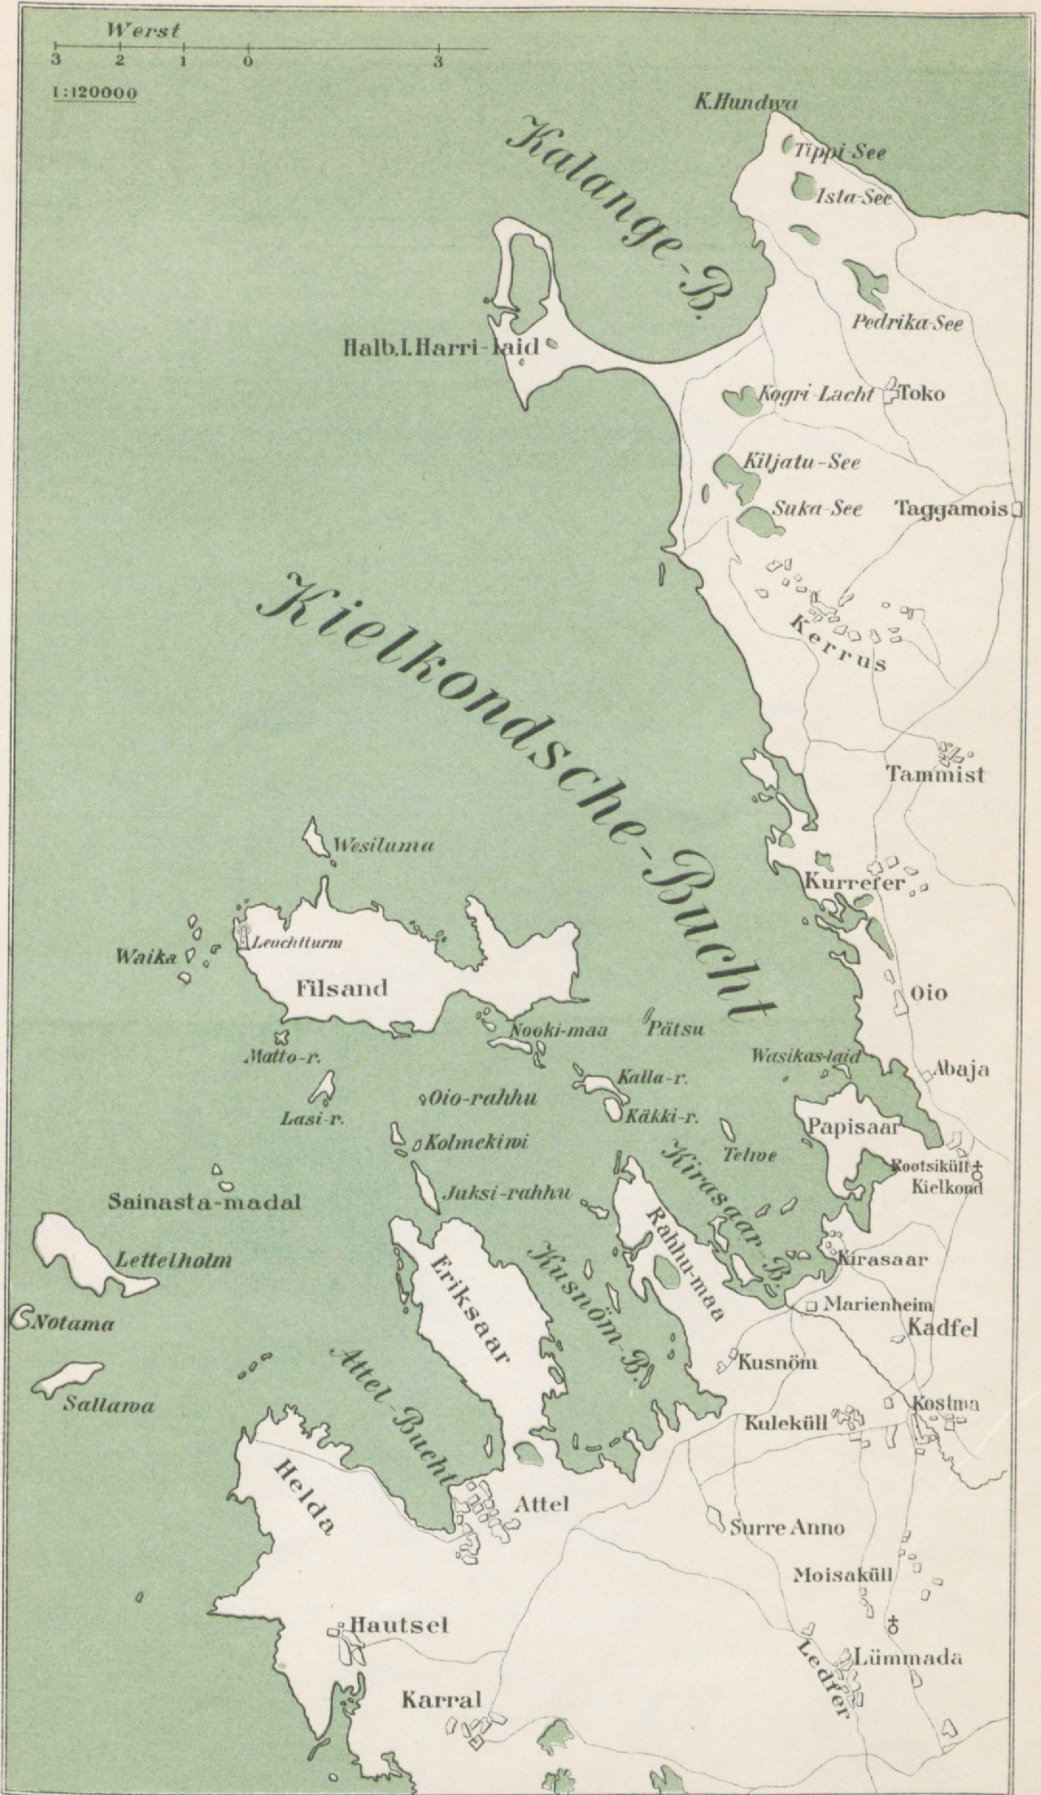 Werst
3 2 1 0 3
1:120000
K.Hundwa
Kalange-B.
Tippi-See
Ista-See
Pedrika-See
Halb.I.Harri-laid
Kogri-Lacht
Toko
Kiljatu-See
Suka-See
Taggamois
Kerrus
Kielkondsche-Bucht
Tammist
Wesiluma
Kurrefer
Waika
Leuchtturm
Filsand
Oio
Nooki-maa
Pätsu
Matto-r.
Wasikas-laid
Abaja
Kalla-r.
Lasi-r.
Oio-rahhu
Käkki-r.
Papisaar
Kolmekiwi
Telwe
Rootsiküll
Kielkond
Kirasaar-B.
Sainasta-madal
Juksi-rahhu
Lettelholm
Eriksaar
Kusnöm-B.
Rahhu-maa
Kirasaar
Notama
Marienheim
Kadfel
Attel-Bucht
Kusnöm
Sallawa
Kuleküll
Kostna
Helda
Attel
Surre Anno
Moisaküll
Hautsel
Lümmada
Ledfer
Karral